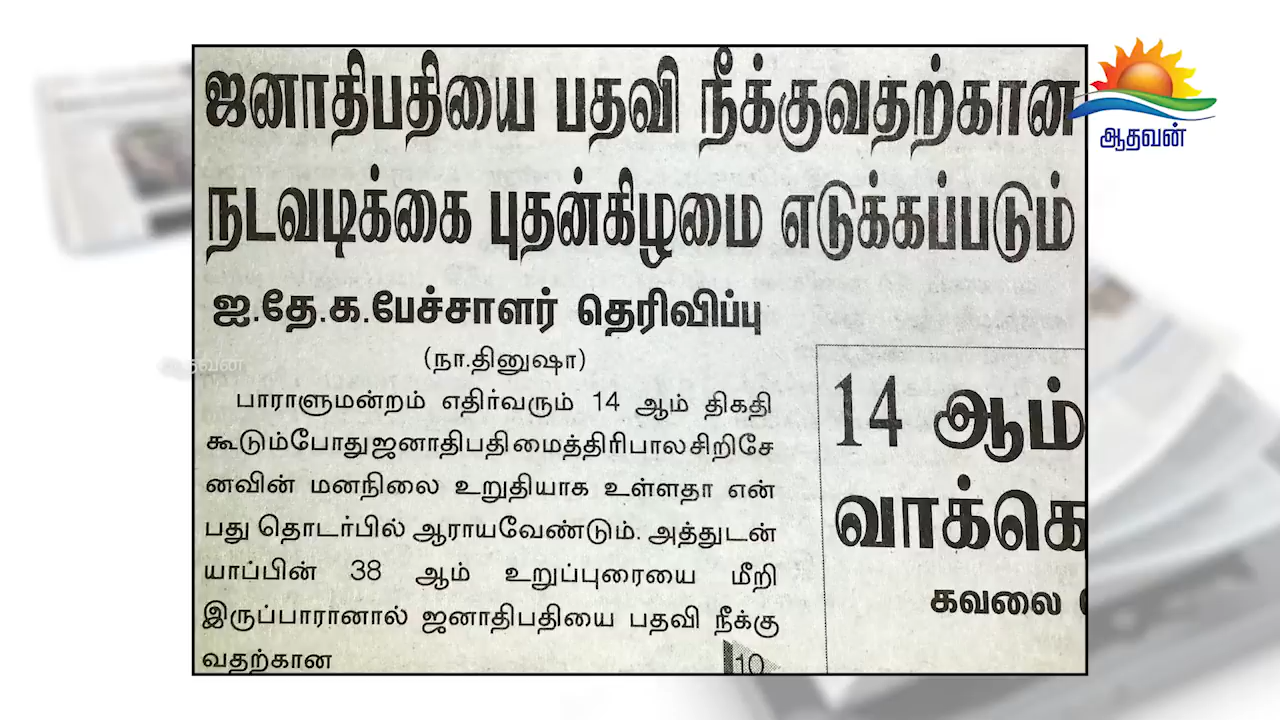 ஜனாதிபதியை பதவி நீக்குவதற்கான
நடவடிக்கை புதன்கிழமை எடுக்கப்படும்
ஐ.தே.க.பேச்சாளர் தெரிவிப்பு
(நா.தினுஷா)
பாராளுமன்றம் எதிர்வரும் 14 ஆம் திகதி
கூடும்போதுஜனாதிபதிமைத்திரிபாலசிறிசே
னவின் மனநிலை உறுதியாக உள்ளதா என்
பது தொடர்பில் ஆராயவேண்டும். அத்துடன்
யாப்பின் 38 ஆம் உறுப்புரையை மீறி
இருப்பாரானால் ஜனாதிபதியை பதவி நீக்கு
வதற்கான
10
14 ஆம்
வாக்கெ
கவலை
ஆதவன்
ஆதவன்